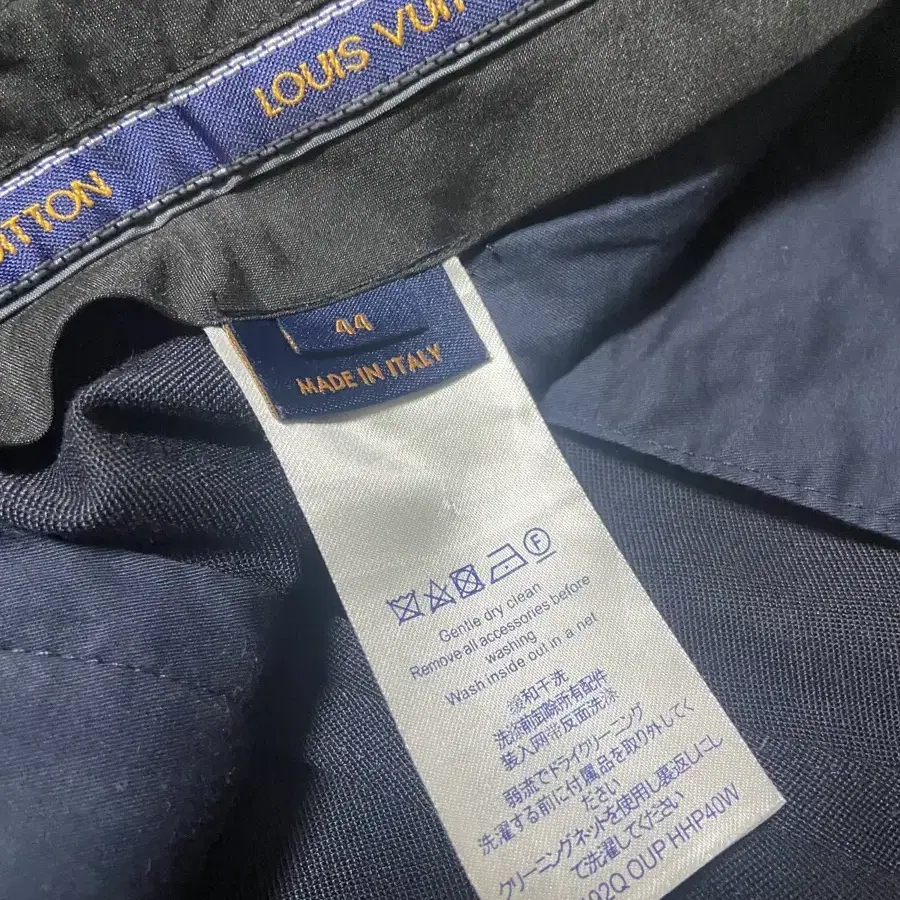 LOUIS VUIT
UITTON
44
MADE IN ITALY
Gentle dry clean
Remove all accessories before
washing
Wash inside out in a net
缓和干洗
洗涤前面除所有配件
装入网中反面洗涤
弱流でドライクリーニング
洗濯する前に付属品を取り外してく
ださい
クリーニングネットを使用し裏返しにし
て洗濯してください
192Q OUP HHP40W